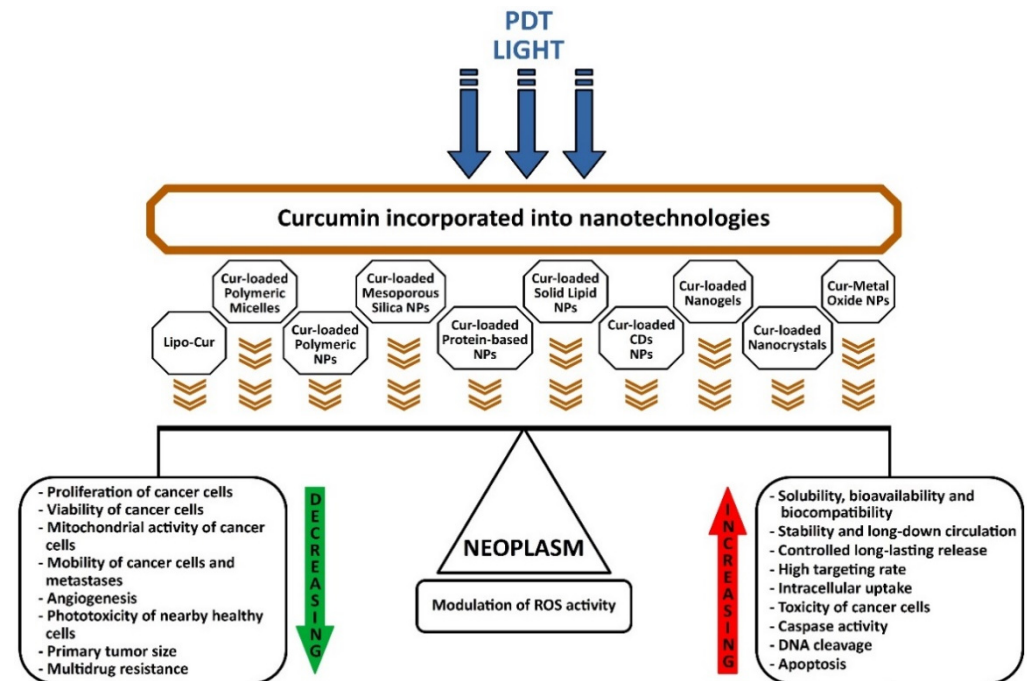 PDT
LIGHT
Curcumin incorporated into nanotechnologies
Lipo-Cur
Cur-loaded
Polymeric
Micelles
Cur-loaded
Polymeric
NPs
Cur-loaded
Mesoporous
Silica NPs
Cur-loaded
Protein-based
NPs
Cur-loaded
Solid Lipid
NPs
Cur-loaded
CDs
NPs
Cur-loaded
Nanogels
Cur-loaded
Nanocrystals
Cur-Metal
Oxide NPs
- Proliferation of cancer cells
- Viability of cancer cells
- Mitochondrial activity of cancer
cells
- Mobility of cancer cells and
metastases
- Angiogenesis
- Phototoxicity of nearby healthy
cells
- Primary tumor size
- Multidrug resistance
DECREASING
NEOPLASM
Modulation of ROS activity
INCREASING
- Solubility, bioavailability and
biocompatibility
- Stability and long-down circulation
- Controlled long-lasting release
- High targeting rate
- Intracellular uptake
- Toxicity of cancer cells
- Caspase activity
- DNA cleavage
- Apoptosis